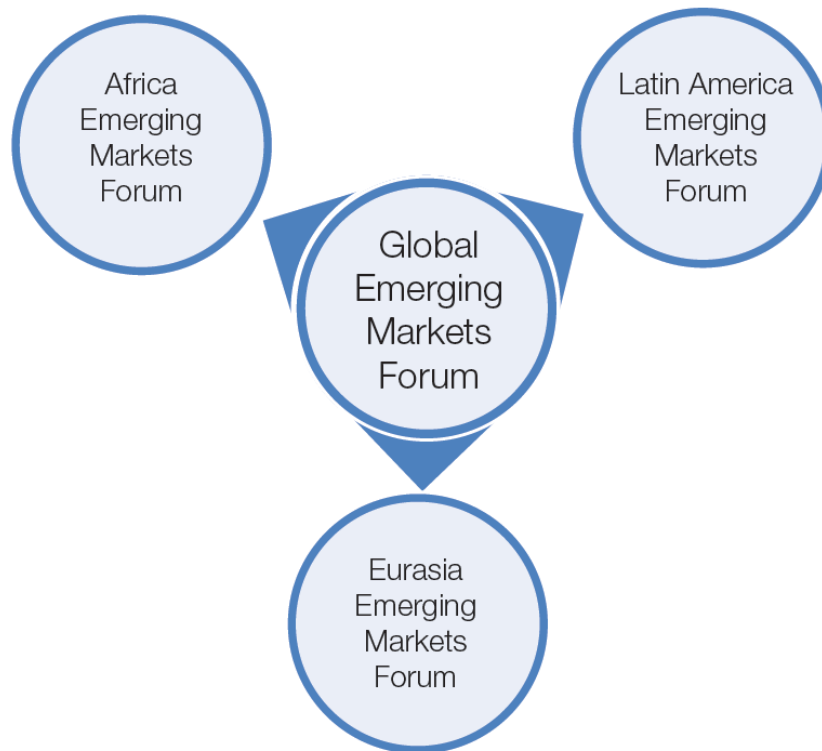 Africa
Emerging
Markets
Forum
Latin America
Emerging
Markets
Forum
Global
Emerging
Markets
Forum
Eurasia
Emerging
Markets
Forum